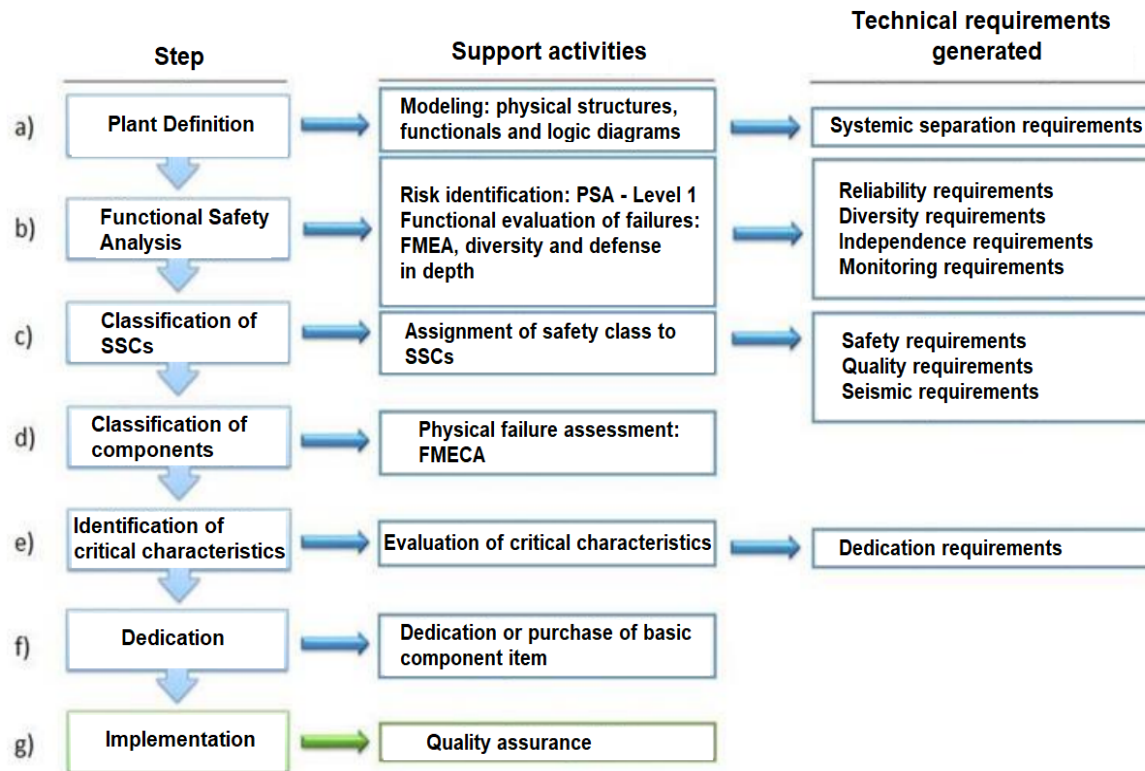 Step
Support activities
Technical requirements
generated
a)
Plant Definition
Modeling: physical structures,
functionals and logic diagrams
Systemic separation requirements
b)
Functional Safety
Analysis
Risk identification: PSA - Level 1
Functional evaluation of failures:
FMEA, diversity and defense
in depth
Reliability requirements
Diversity requirements
Independence requirements
Monitoring requirements
c)
Classification of
SSCs
Assignment of safety class to
SSCs
Safety requirements
Quality requirements
Seismic requirements
d)
Classification of
components
Physical failure assessment:
FMECA
e)
Identification of
critical characteristics
Evaluation of critical characteristics
Dedication requirements
f)
Dedication
Dedication or purchase of basic
component item
g)
Implementation
Quality assurance